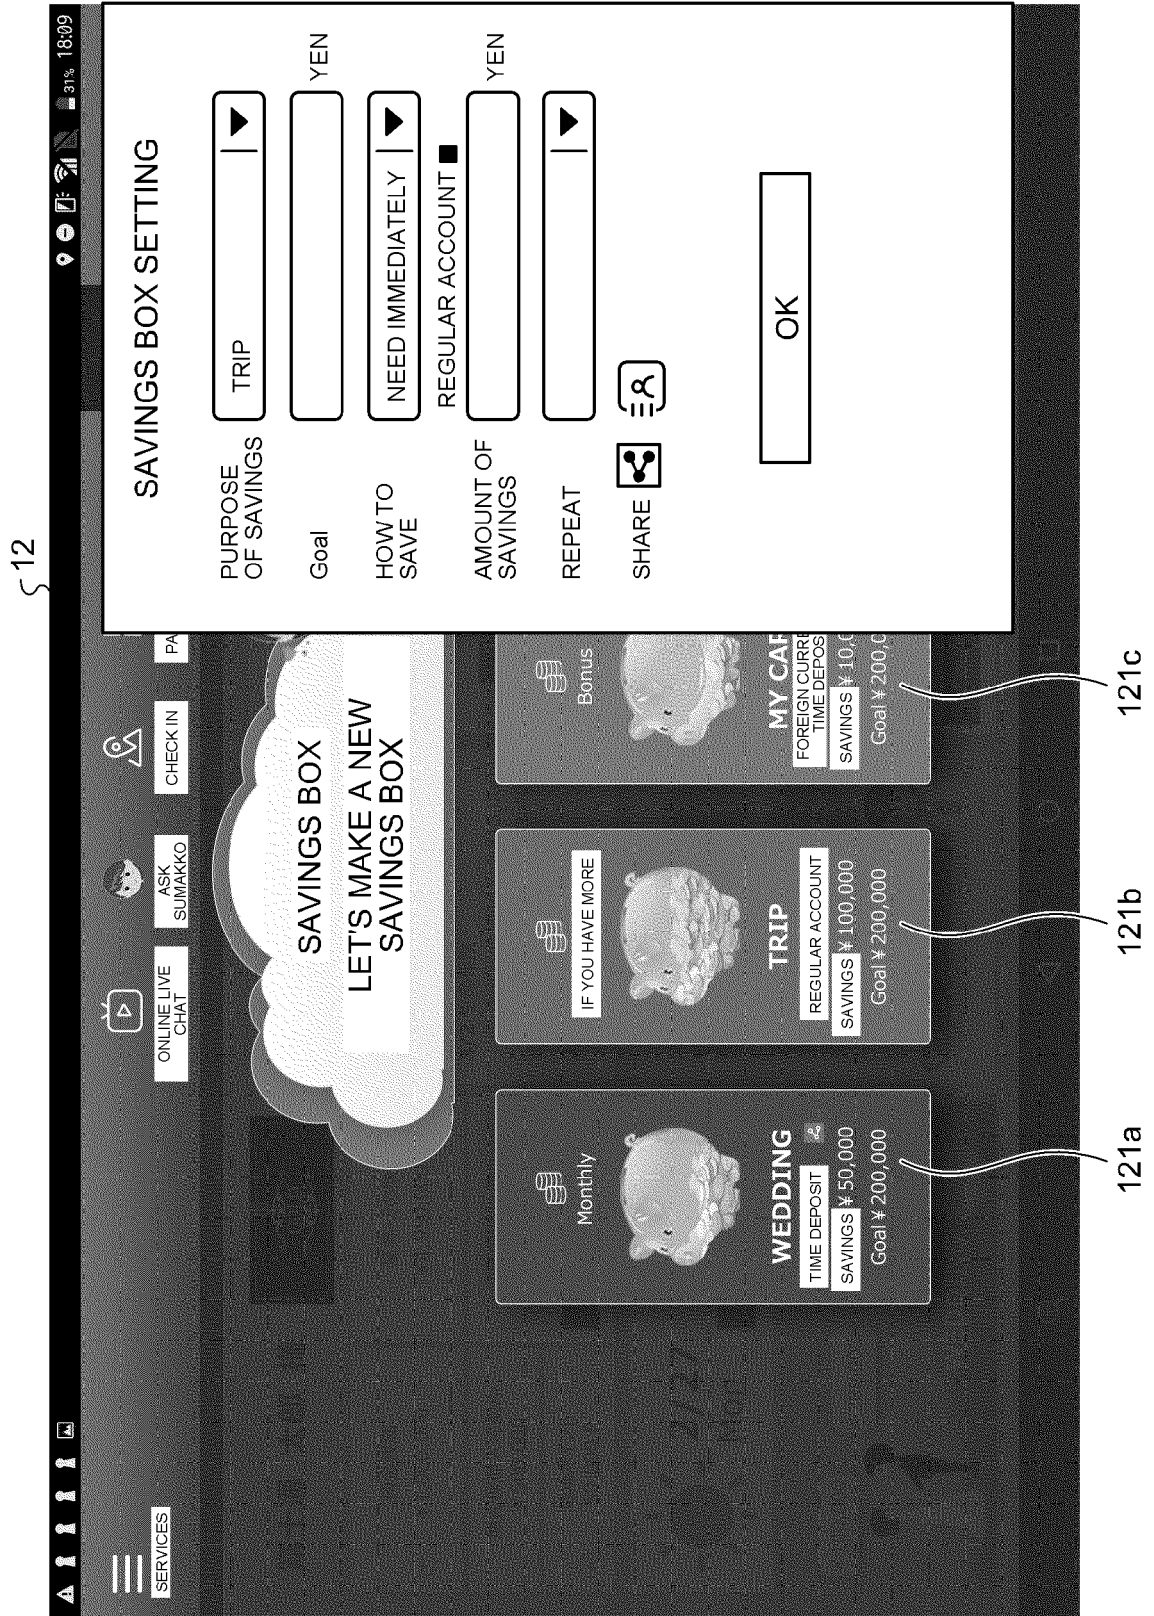 12
31% 18:09
SERVICES
ONLINE LIVE
CHAT
ASK
SUMAKKO
CHECK IN
PA
SAVINGS BOX
LET'S MAKE A NEW
SAVINGS BOX
Monthly
WEDDING
TIME DEPOSIT
SAVINGS ¥ 50,000
Goal ¥ 200,000
IF YOU HAVE MORE
TRIP
REGULAR ACCOUNT
SAVINGS ¥ 100,000
Goal ¥ 200,000
Bonus
MY CAR
FOREIGN CURRE
TIME DEPOS
SAVINGS ¥ 10,0
Goal ¥ 200,0
SAVINGS BOX SETTING
PURPOSE
OF SAVINGS
TRIP
Goal
YEN
HOW TO
SAVE
NEED IMMEDIATELY
REGULAR ACCOUNT
AMOUNT OF
SAVINGS
YEN
REPEAT
SHARE
OK
121a
121b
121c